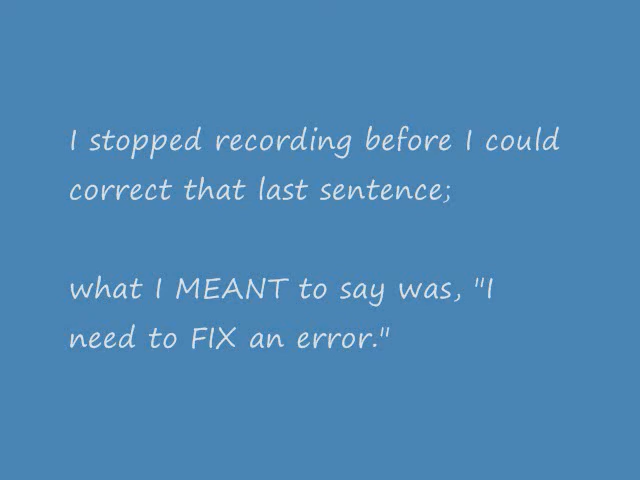 I stopped recording before I could
correct that last sentence;
what I MEANT to say was, "I
need to FIX an error."